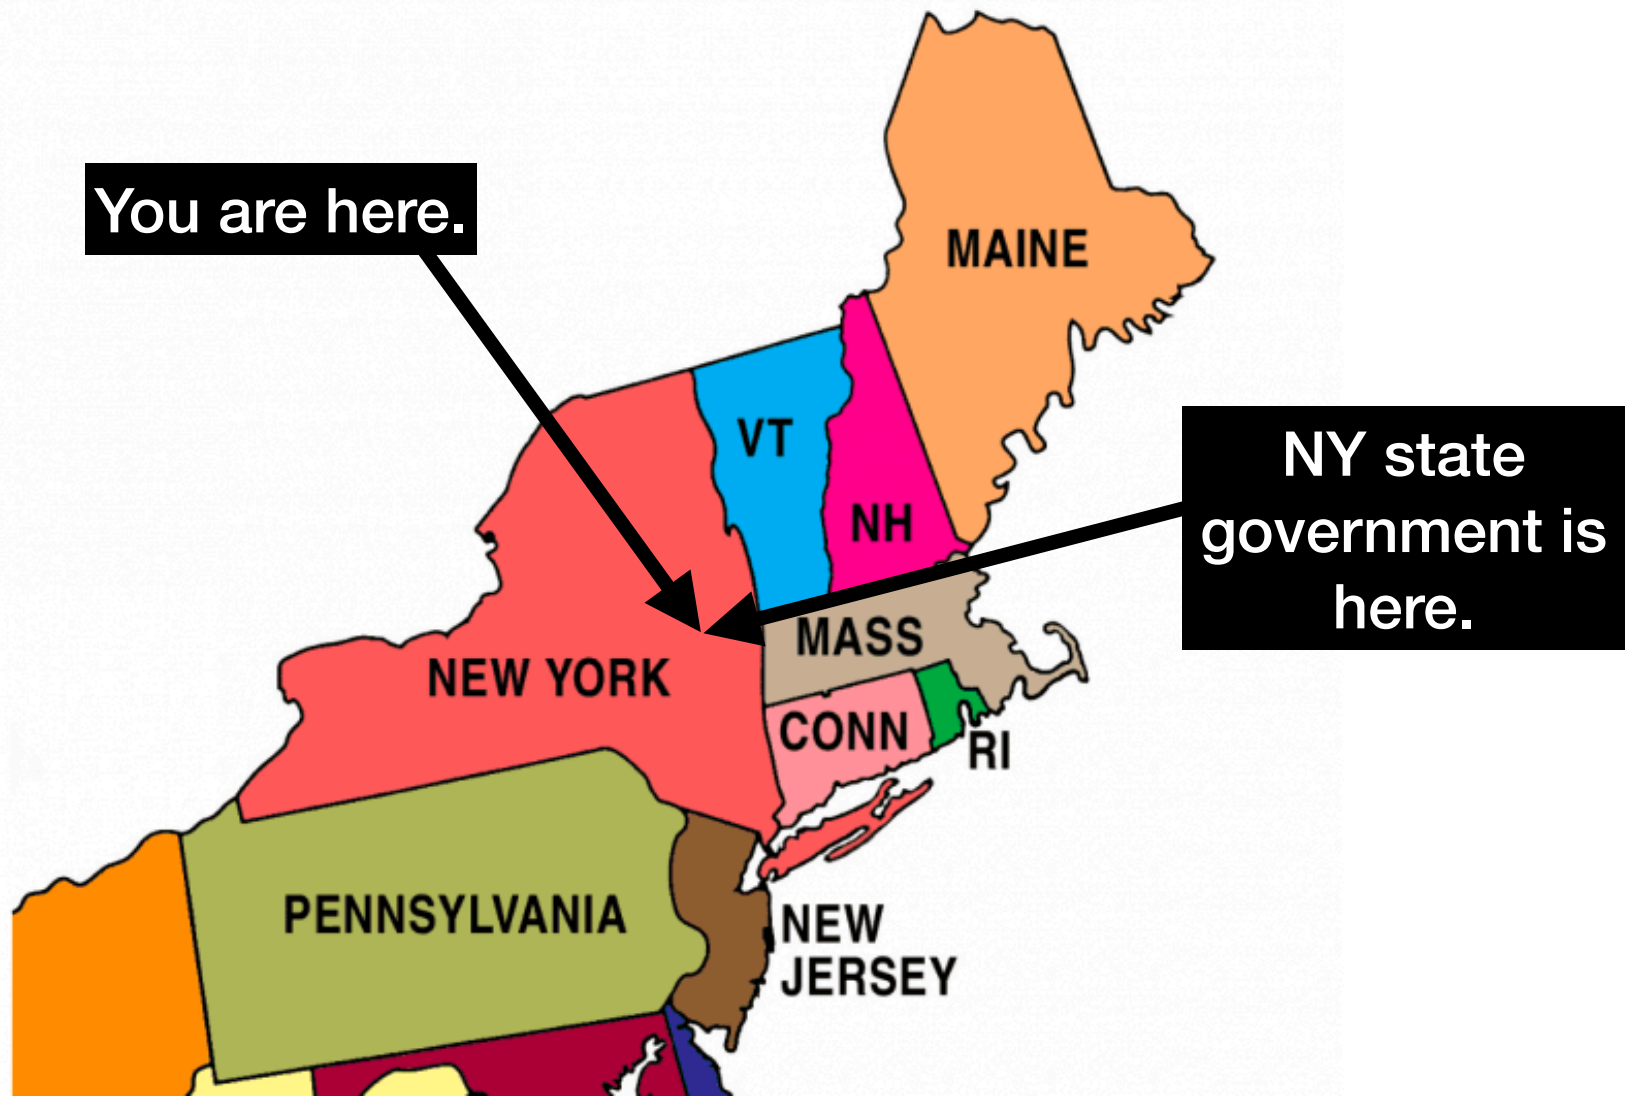 You are here.
MAINE
VT
NY state
government is
here.
NH
MASS
NEW YORK
CONN
RI
PENNSYLVANIA
NEW
JERSEY